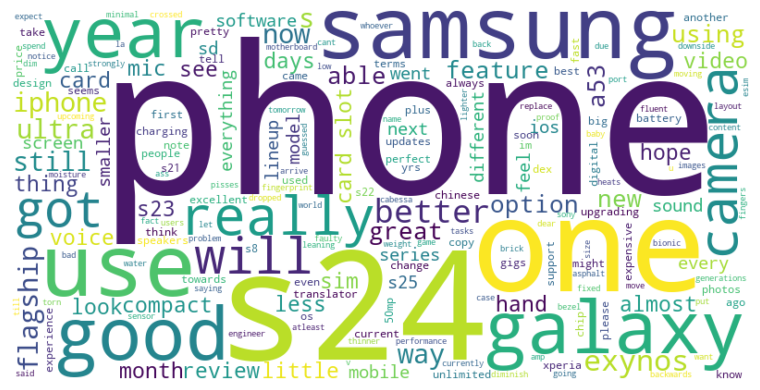 expect minimal crossed
whoever
another
back due
cant
spend la
notice
take pretty software s
price
call
year samsung
now using
sd
days fast downside
strongly
motherboard
terms
dim tell low
design card mic see able went feature best video
seems came
iphone everything phone different a53 port esim
moving
ultra first charging plus always ios big replace fluent layout
screen
smaller lineup model next updates battery
upcoming
tomorrow
name lighter proof content
still note s21 guessed arrive soon digital baby images
people perfect yrs im hope
thing moisture ass used card slot feel dex camera
fingerprint
excellent s22 cabessa chinese heats u
got s23 pisses dropped world
really better option new
fact users
think
let
problem s8 sony upgrading fingers
voice speakers great copy sound
bad
water
faulty leaning weight game
tasks
use will s24 one
series
even change s25
dear
brick bionic
size
support
might
expensive
asphalt
generations
flagship good look compact sim towards translator less hand every almost photos ago
os saying
atleast 50mp
case
move
fixed
please
chip
torn
way gigs
galaxy
experience sensor engineer
current
bezel
put
want
till
said
month review little mobile unlimited
v
thinner
performance
currently going
exynos xperia
amp
diminish
backwards
know